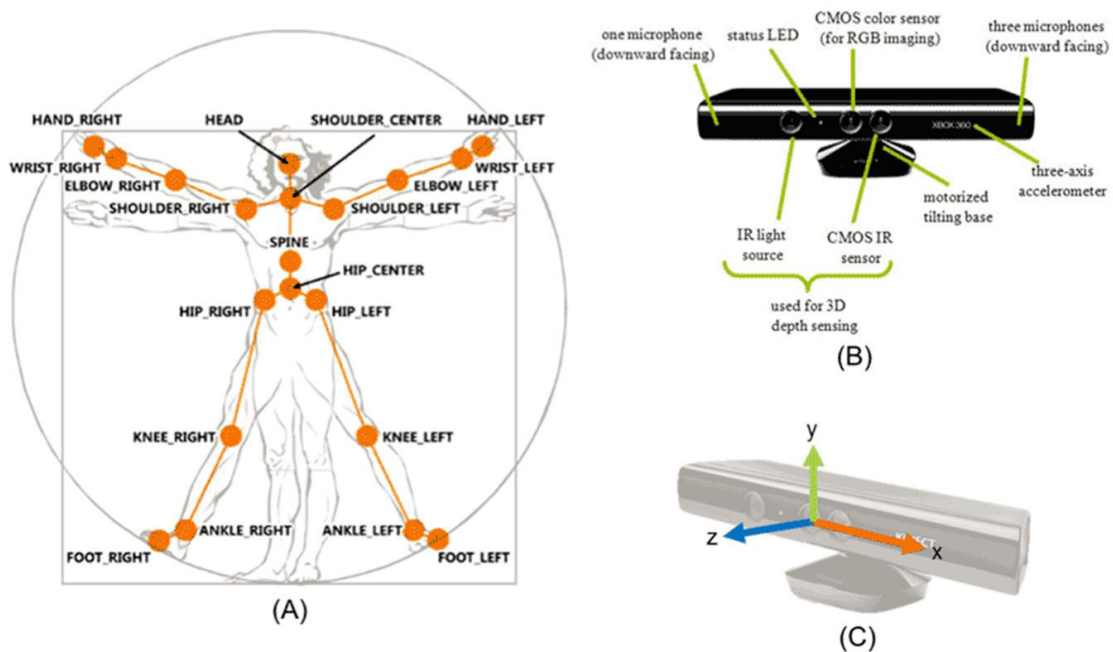 HAND_RIGHT
HEAD
SHOULDER_CENTER
HAND_LEFT
WRIST_RIGHT
WRIST_LEFT
ELBOW_RIGHT
ELBOW_LEFT
SHOULDER_RIGHT
SHOULDER_LEFT
SPINE
HIP_CENTER
HIP_RIGHT
HIP_LEFT
KNEE_RIGHT
KNEE_LEFT
ANKLE_RIGHT
ANKLE_LEFT
FOOT_RIGHT
FOOT_LEFT
(A)
one microphone
(downward facing)
status LED
CMOS color sensor
(for RGB imaging)
three microphones
(downward facing)
XBOX 360
three-axis
accelerometer
motorized
tilting base
IR light
source
CMOS IR
sensor
used for 3D
depth sensing
(B)
y
z
x
(C)